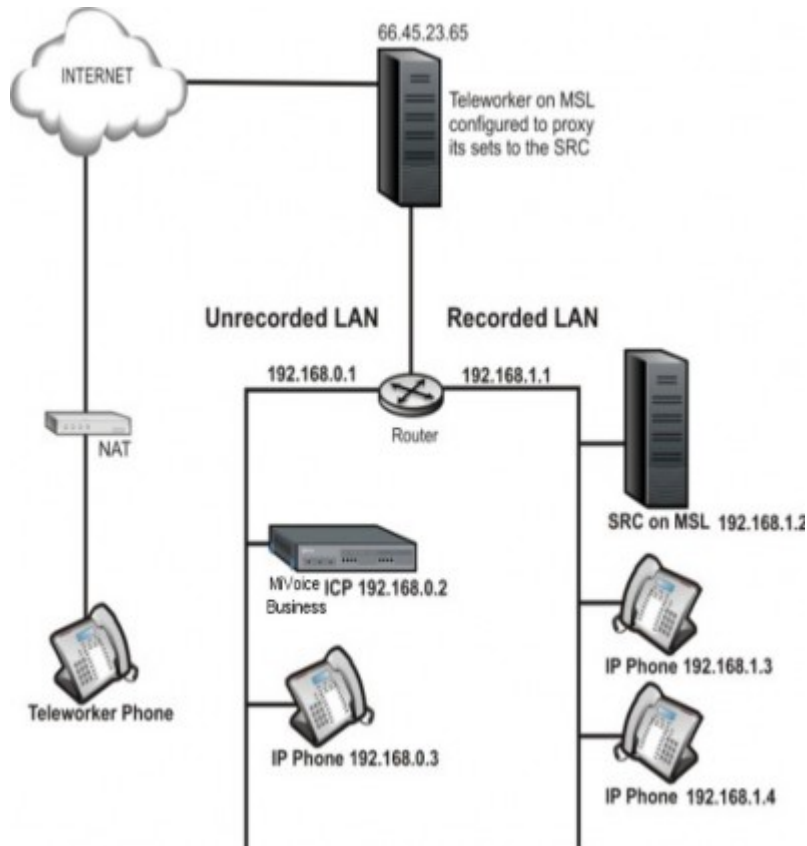 66.45.23.65
INTERNET
Teleworker on MSL
configured to proxy
its sets to the SRC
Unrecorded LAN
Recorded LAN
192.168.0.1
192.168.1.1
Router
NAT
SRC on MSL 192.168.1.2
MiVoice ICP 192.168.0.2
Business
IP Phone 192.168.1.3
Teleworker Phone
IP Phone 192.168.0.3
IP Phone 192.168.1.4